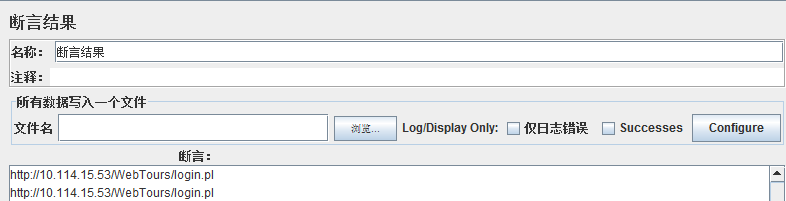 断言结果
名称： 断言结果
注释：
所有数据写入一个文件
文件名 浏览... Log/Display Only: 仅日志错误 Successes Configure
断言：
http://10.114.15.53/WebTours/login.pl
http://10.114.15.53/WebTours/login.pl